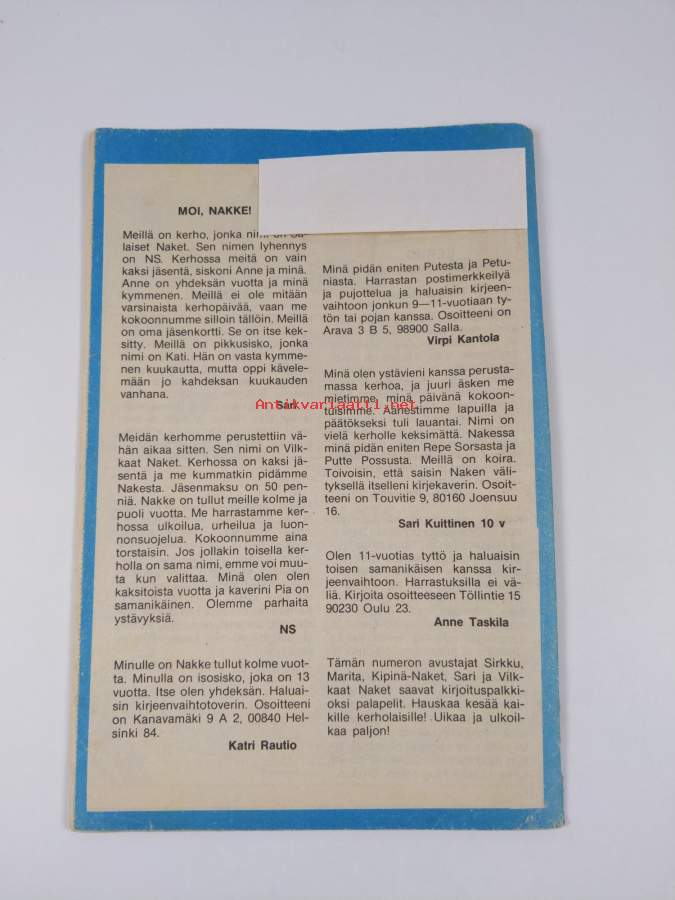 MOI, NAKKE!
Meillä on kerho, jonka
laiset Naket. Sen nimen lyhennys
on NS. Kerhossa meitä on vain
kaksi jäsentä, siskoni Anne ja minä.
Anne on yhdeksän vuotta ja minä
kymmenen. Meillä ei ole mitään
varsinaista kerhopäivää, vaan me
kokoonnumme silloin tällöin. Meillä
on oma jäsenkortti. Se on itse kek-
sitty. Meillä on pikkusisko, jonka
nimi on Kati. Hän on vasta kymme-
nen kuukautta, mutta oppi kävele-
mään jo kahdeksan kuukauden
vanhana.
Sari
Meidän kerhomme perustettiin vä-
hän aikaa sitten. Sen nimi on Vilk-
kaat Naket. Kerhossa on kaksi jä-
sentä ja me kummatkin pidämme
Nakesta. Jäsenmaksu on 50 pen-
niä. Nakke on tullut meille kolme ja
puoli vuotta. Me harrastamme ker-
hossa ulkoilua, urheilua ja luon-
nonsuojelua. Kokoonnumme aina
torstaisin. Jos jollakin toisella ker-
holla on sama nimi, emme voi muu-
ta kun valittaa. Minä olen olen
kaksitoista vuotta ja kaverini Pia on
samanikäinen. Olemme parhaita
ystävyksiä.
NS
Minulle on Nakke tullut kolme vuot-
ta. Minulla on isosisko, joka on 13
vuotta. Itse olen yhdeksän. Haluai-
sin kirjeenvaihtotoverin. Osoitteeni
on Kanavamäki 9 A 2, 00840 Hel-
sinki 84.
Katri Rautio
Minä pidän eniten Putesta ja Petu-
niasta. Harrastan postimerkkeilyä
ja pujottelua ja haluaisin kirjeen-
vaihtoon jonkun 9—11-vuotiaan ty-
tön tai pojan kanssa. Osoitteeni on
Arava 3 B 5, 98900 Salla.
Virpi Kantola
Minä olen ystävieni kanssa perusta-
massa kerhoa, ja juuri äsken me
mietimme, minä päivänä kokoon-
tuisimme. Äänestimme lapuilla ja
päätökseksi tuli lauantai. Nimi on
vielä kerholle keksimättä. Nakessa
minä pidän eniten Repe Sorsasta ja
Putte Possusta. Meillä on koira.
Toivoisin, että saisin Naken väli-
tyksellä itselleni kirjekaverin. Osoit-
teeni on Touvitie 9, 80160 Joensuu
16.
Sari Kuittinen 10 v
Olen 11-vuotias tyttö ja haluaisin
toisen samanikäisen kanssa kir-
jeenvaihtoon. Harrastuksilla ei vä-
liä. Kirjoita osoitteeseen Töllintie 15
90230 Oulu 23.
Anne Taskila
Tämän numeron avustajat Sirkku,
Marita, Kipinä-Naket, Sari ja Vilk-
kaat Naket saavat kirjoituspalkki-
oksi palapelit. Hauskaa kesää kai-
kille kerholaisille! Uikaa ja ulkoil-
kaa paljon!
Antikvariaatti.net